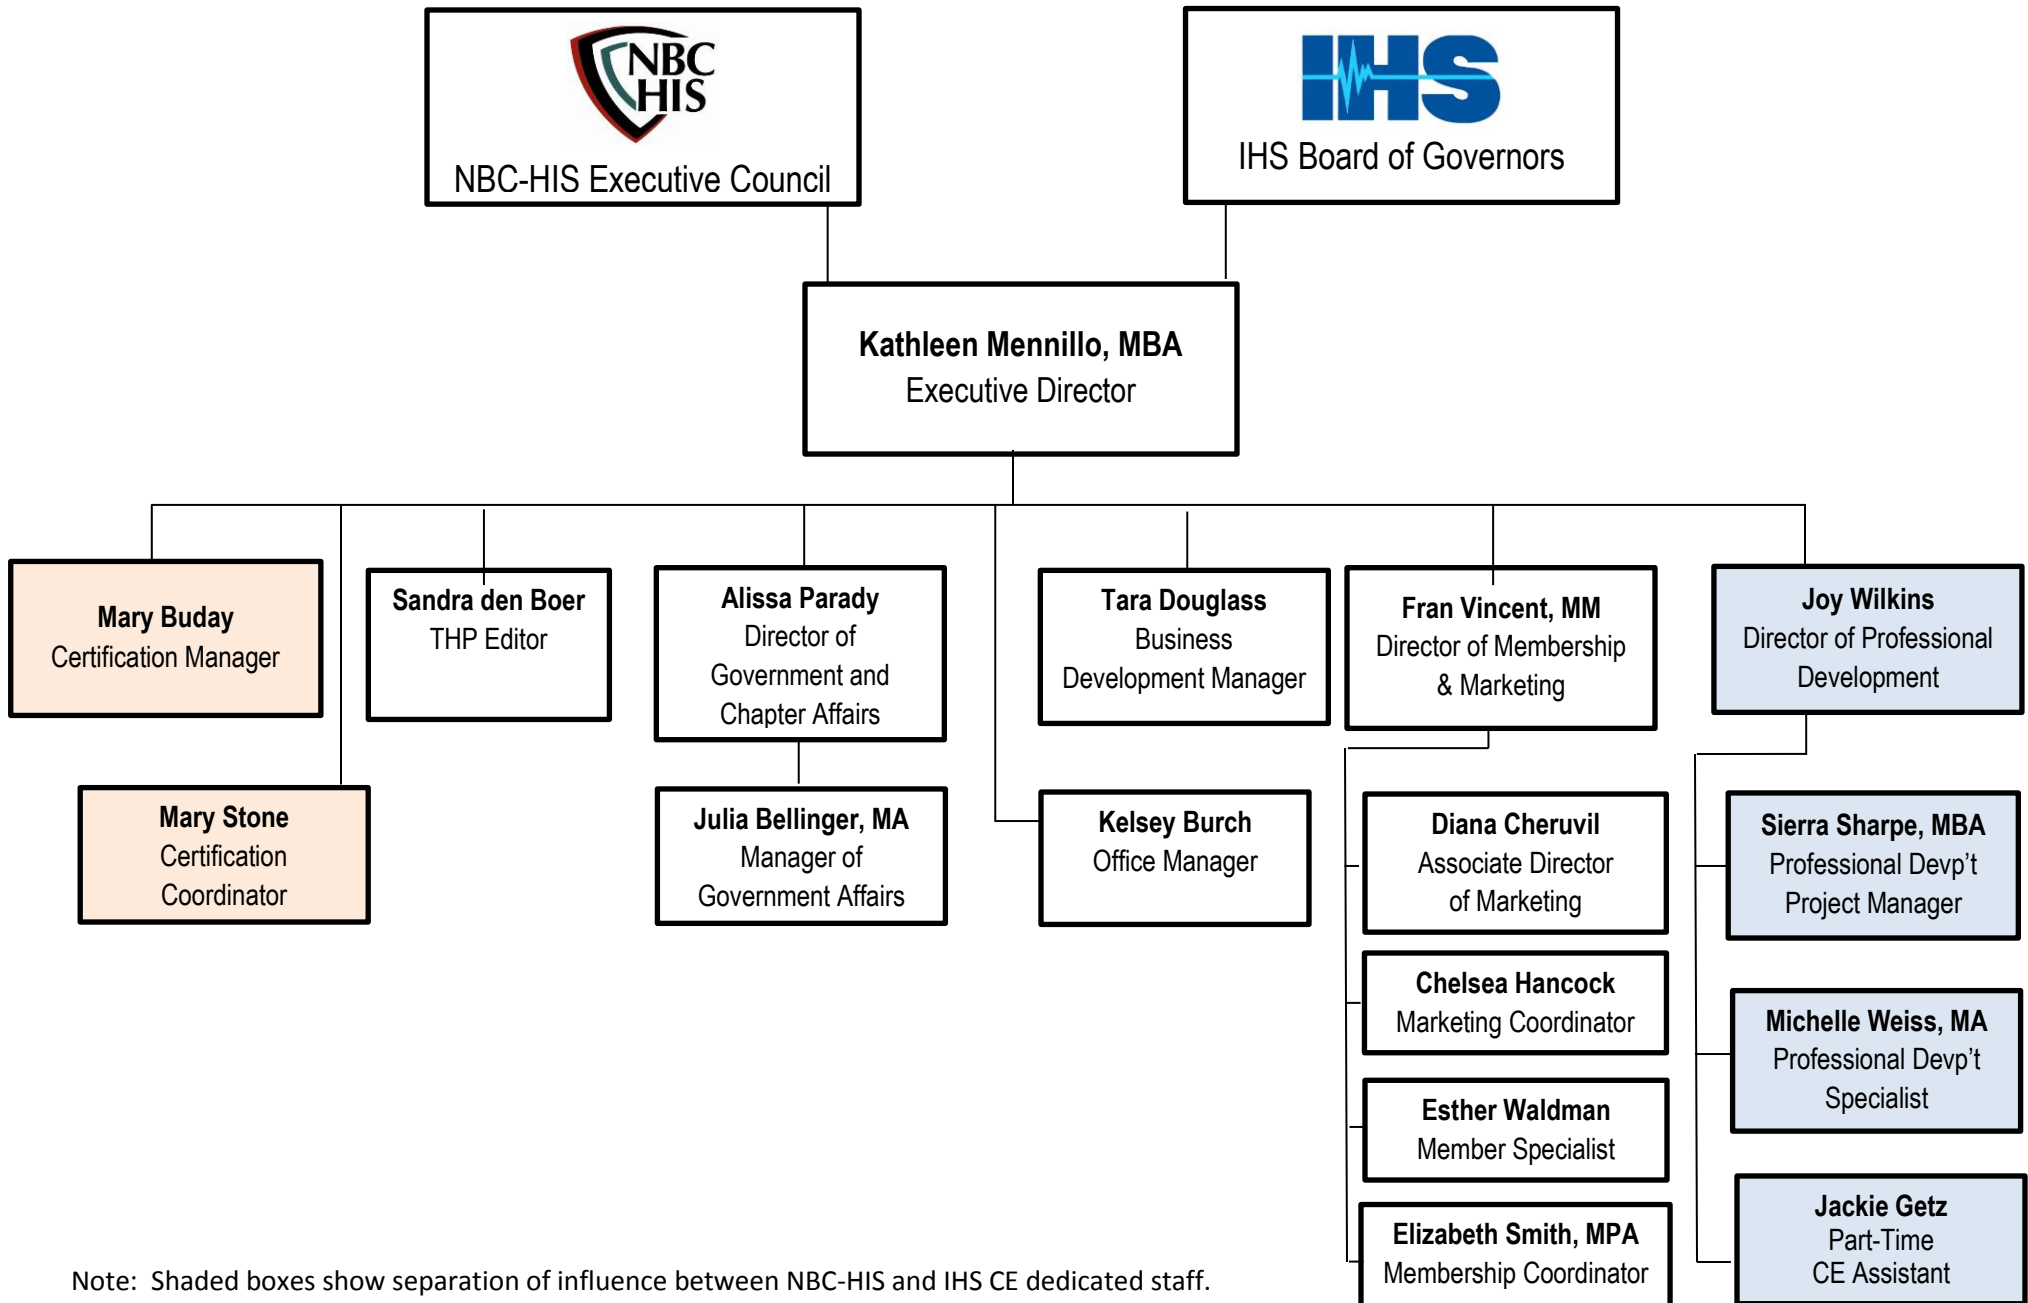 NBC
HIS
NBC-HIS Executive Council
IHS
IHS Board of Governors
Kathleen Mennillo, MBA
Executive Director
Mary Buday
Certification Manager
Sandra den Boer
THP Editor
Alissa Parady
Director of
Government and
Chapter Affairs
Tara Douglass
Business
Development Manager
Fran Vincent, MM
Director of Membership
& Marketing
Joy Wilkins
Director of Professional
Development
Mary Stone
Certification
Coordinator
Julia Bellinger, MA
Manager of
Government Affairs
Kelsey Burch
Office Manager
Diana Cheruvil
Associate Director
of Marketing
Sierra Sharpe, MBA
Professional Devp’t
Project Manager
Chelsea Hancock
Marketing Coordinator
Michelle Weiss, MA
Professional Devp’t
Specialist
Esther Waldman
Member Specialist
Elizabeth Smith, MPA
Membership Coordinator
Jackie Getz
Part-Time
CE Assistant
Note:  Shaded boxes show separation of influence between NBC-HIS and IHS CE dedicated staff.